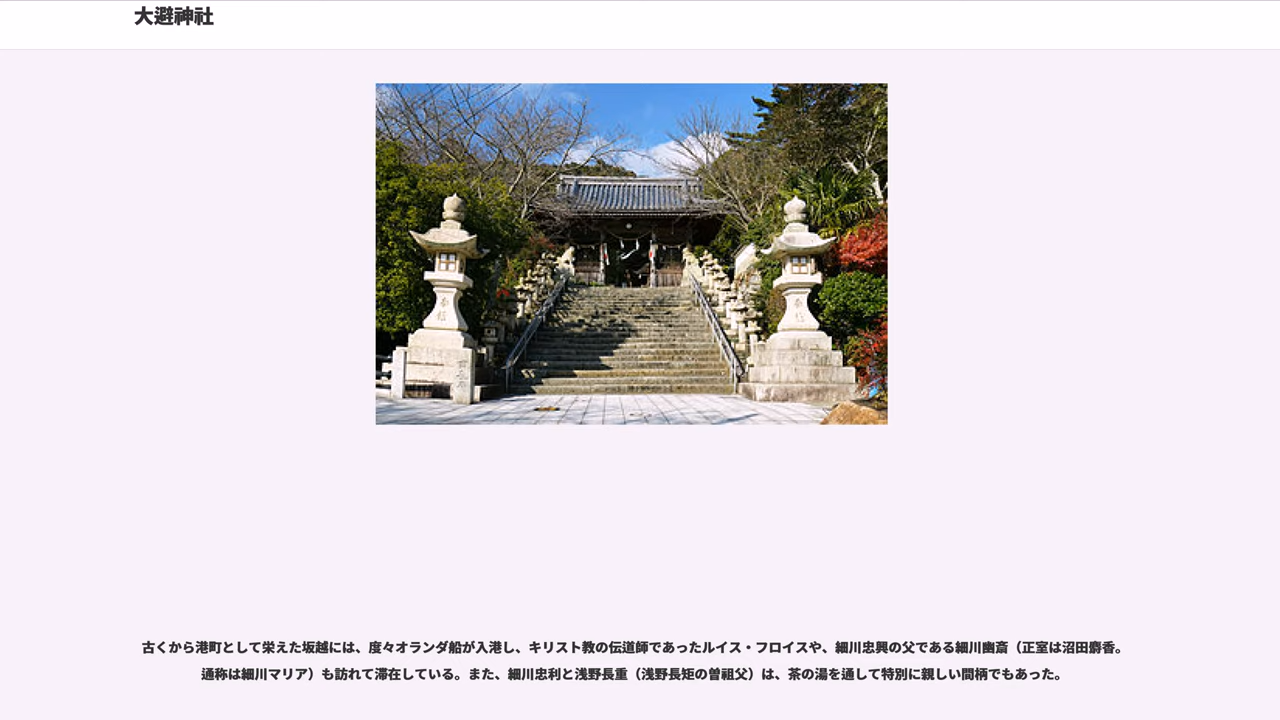 大避神社
古くから港町として栄えた坂越には、度々オランダ船が入港し、キリスト教の伝道師であったルイス・フロイスや、細川忠興の父である細川幽斎（正室は沼田麝香。
通称は細川マリア）も訪れて滞在している。また、細川忠利と浅野長重（浅野長矩の曽祖父）は、茶の湯を通して特別に親しい間柄でもあった。